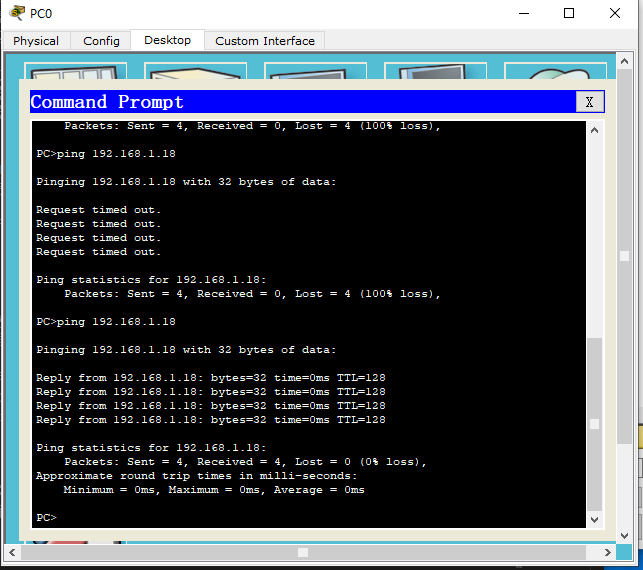 PC0
Physical
Config
Desktop
Custom Interface
Command Prompt
X
Packets: Sent = 4, Received = 0, Lost = 4 (100% loss),
PC>ping 192.168.1.18
Pinging 192.168.1.18 with 32 bytes of data:
Request timed out.
Request timed out.
Request timed out.
Request timed out.
Ping statistics for 192.168.1.18:
Packets: Sent = 4, Received = 0, Lost = 4 (100% loss),
PC>ping 192.168.1.18
Pinging 192.168.1.18 with 32 bytes of data:
Reply from 192.168.1.18: bytes=32 time=0ms TTL=128
Reply from 192.168.1.18: bytes=32 time=0ms TTL=128
Reply from 192.168.1.18: bytes=32 time=0ms TTL=128
Reply from 192.168.1.18: bytes=32 time=0ms TTL=128
Ping statistics for 192.168.1.18:
Packets: Sent = 4, Received = 4, Lost = 0 (0% loss),
Approximate round trip times in milli-seconds:
Minimum = 0ms, Maximum = 0ms, Average = 0ms
PC>